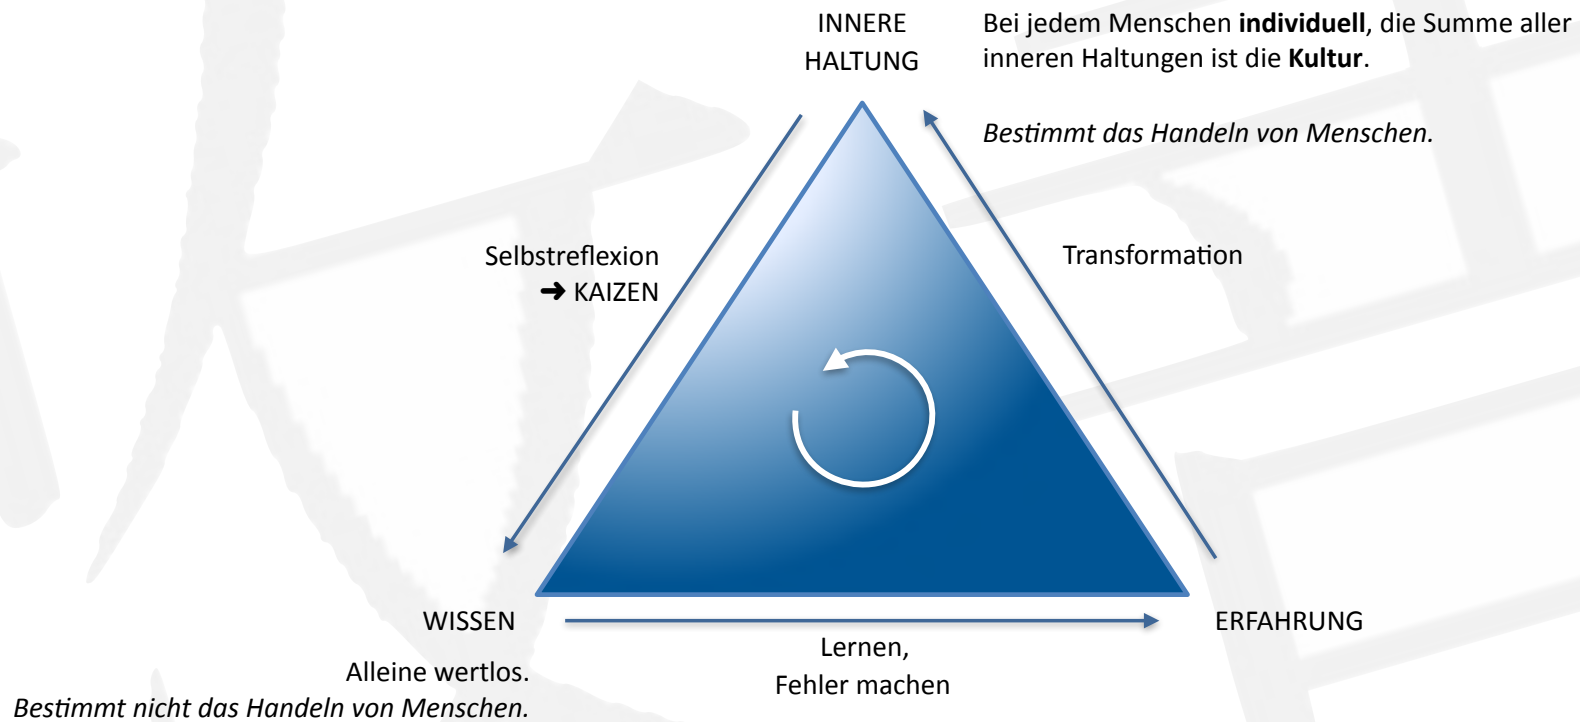 INNERE
HALTUNG
Bei jedem Menschen individuell, die Summe aller
inneren Haltungen ist die Kultur.
Bestimmt das Handeln von Menschen.
Selbstreflexion
➜ KAIZEN
Transformation
WISSEN
Alleine wertlos.
Bestimmt nicht das Handeln von Menschen.
Lernen,
Fehler machen
ERFAHRUNG